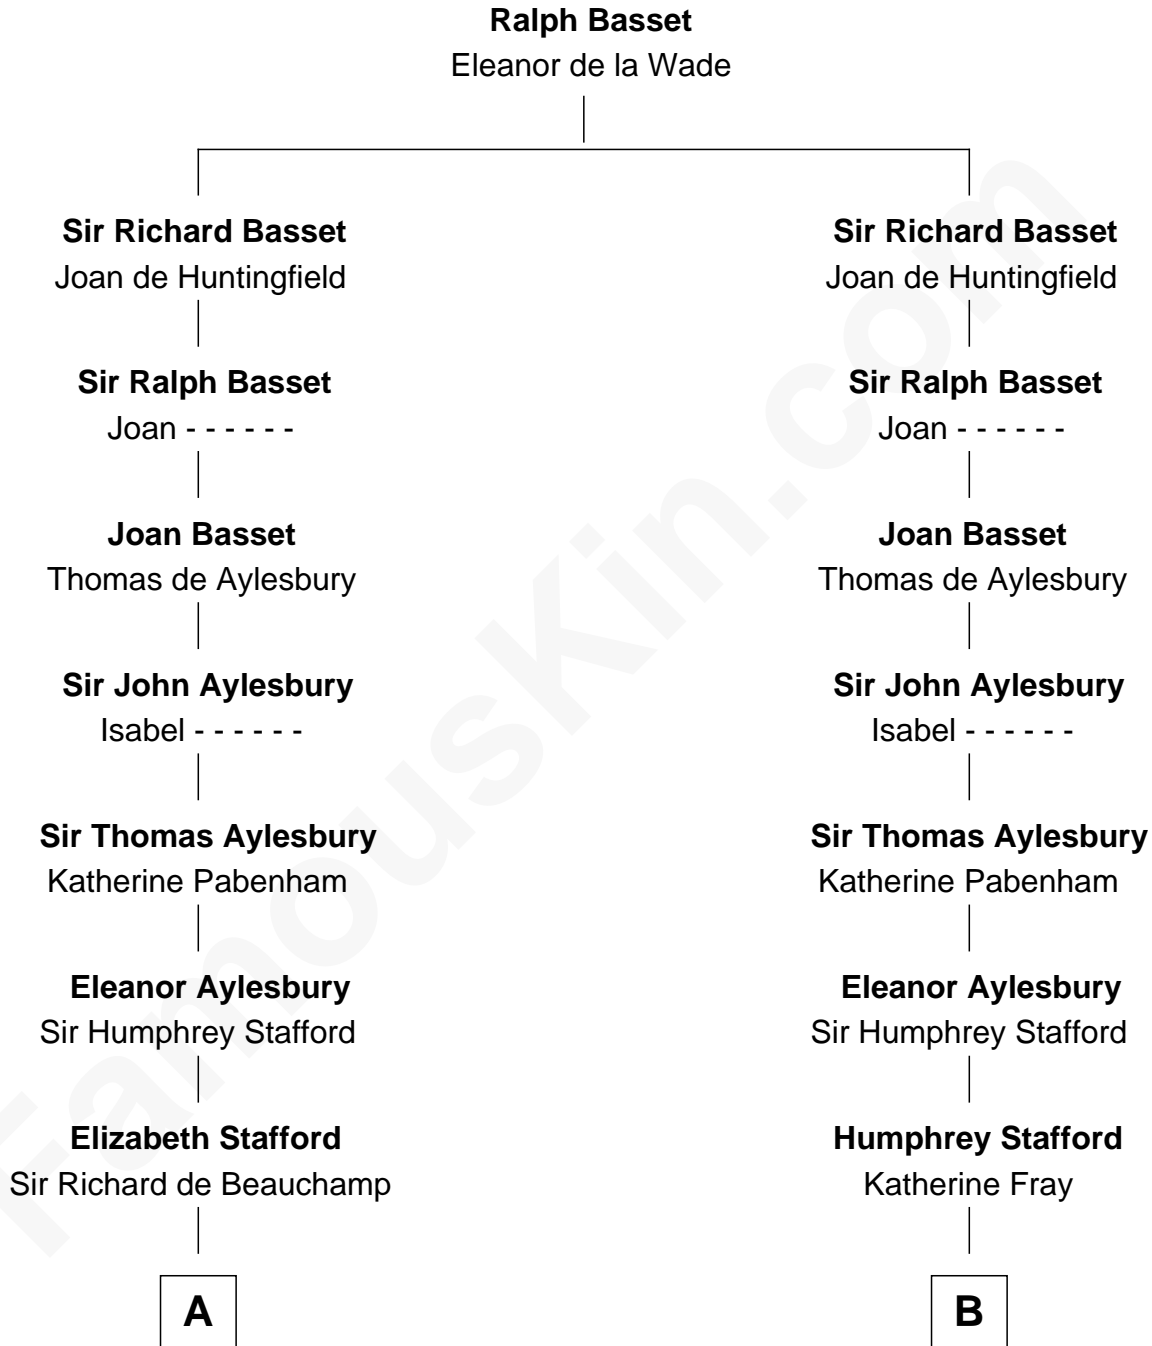 Ralph Basset
Eleanor de la Wade
Sir Richard Basset
Joan de Huntingfield
Sir Ralph Basset
Joan - - - - - -
Joan Basset
Thomas de Aylesbury
Sir John Aylesbury
Isabel - - - - - -
Sir Thomas Aylesbury
Katherine Pabenham
Eleanor Aylesbury
Sir Humphrey Stafford
Elizabeth Stafford
Sir Richard de Beauchamp
A
Sir Richard Basset
Joan de Huntingfield
Sir Ralph Basset
Joan - - - - - -
Joan Basset
Thomas de Aylesbury
Sir John Aylesbury
Isabel - - - - - -
Sir Thomas Aylesbury
Katherine Pabenham
Eleanor Aylesbury
Sir Humphrey Stafford
Humphrey Stafford
Katherine Fray
B
FamousKin.com